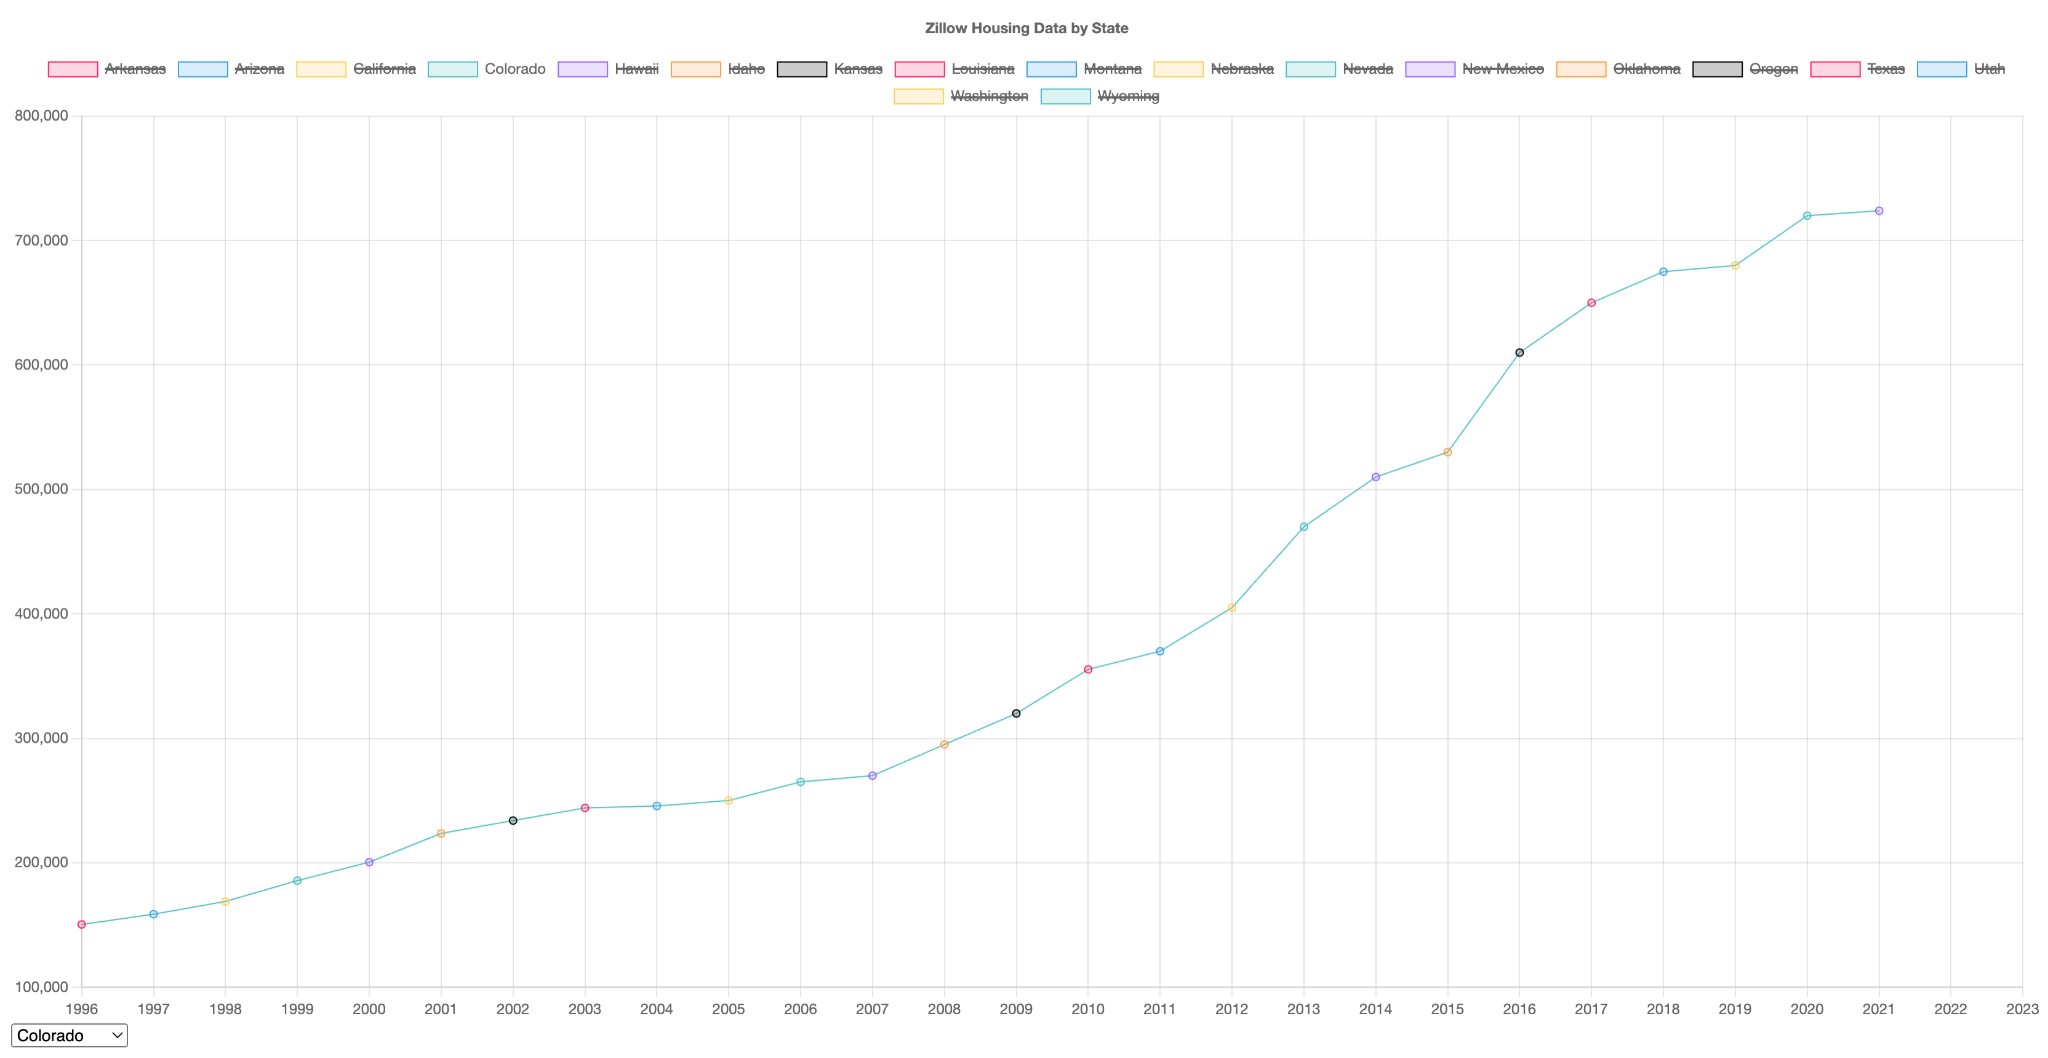 Zillow Housing Data by State
Arkansas Arizona California Colorado Hawaii Idaho Kansas Louisiana Montana Nebraska Nevada New Mexico Oklahoma Orogon Texas Utah
Washington Wyoming
800,000
700,000
600,000
500,000
400,000
300,000
200,000
100,000
1996 1997 1998 1999 2000 2001 2002 2003 2004 2005 2006 2007 2008 2009 2010 2011 2012 2013 2014 2015 2016 2017 2018 2019 2020 2021 2022 2023
Colorado